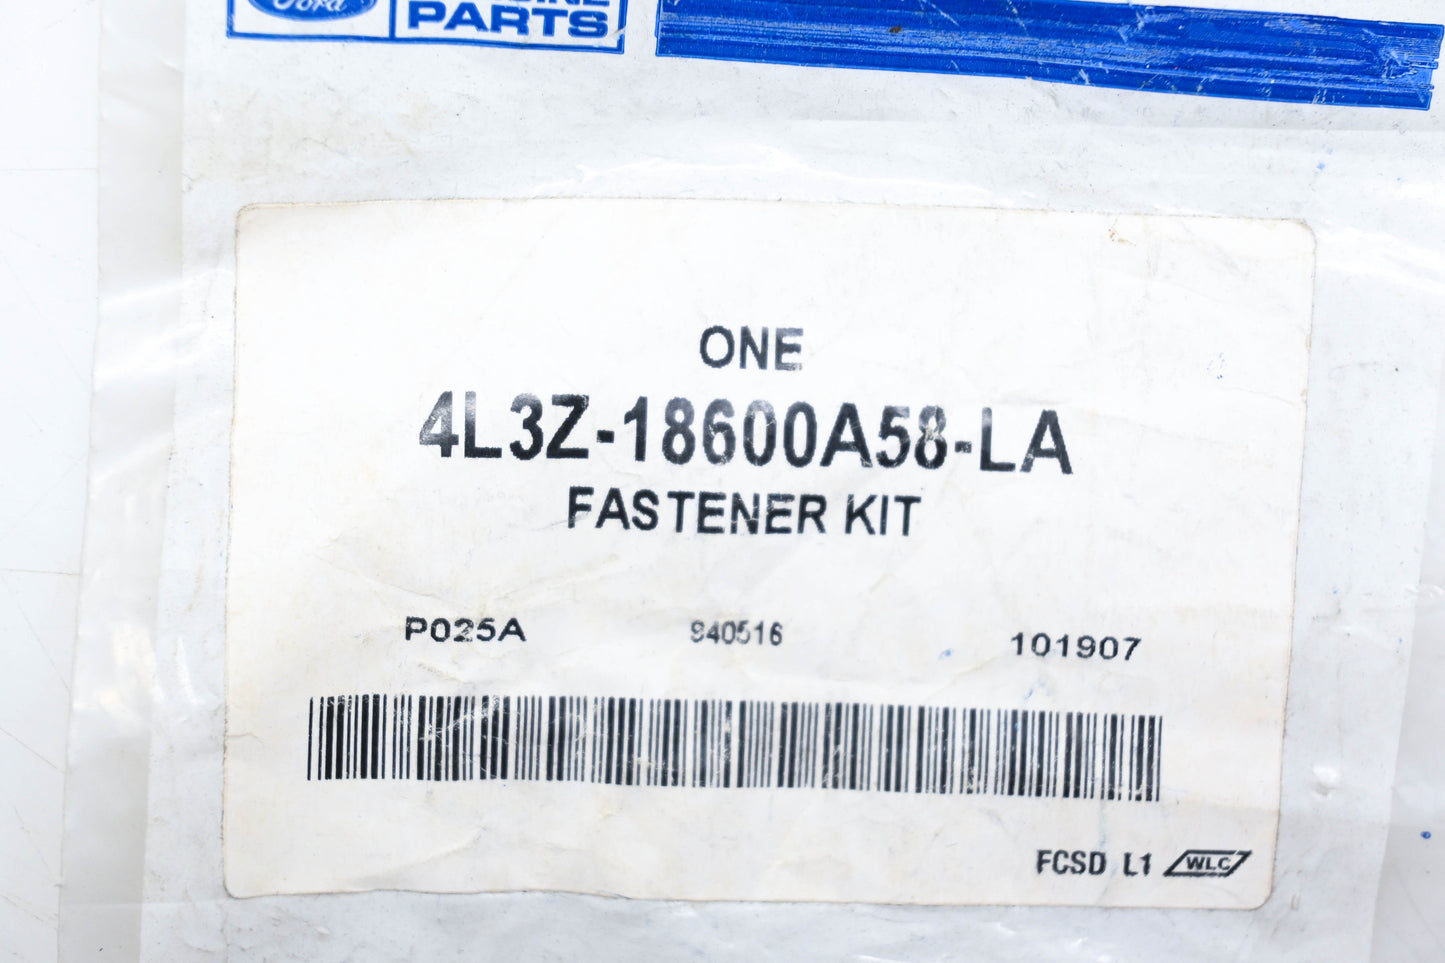 Ford
PARTS
ONE
4L3Z-18600A58-LA
FASTENER KIT
P025A 940516 101907
FCSD L1 WLC